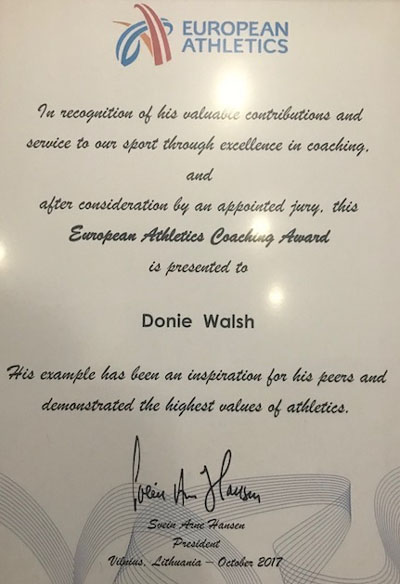 EUROPEAN
ATHLETICS
In recognition of his valuable contributions and
service to our sport through excellence in coaching,
and
after consideration by an appointed jury, this
European Athletics Coaching Award
is presented to
Donie Walsh
His example has been an inspiration for his peers and
demonstrated the highest values of athletics.
Svein Arne Hansen
Svein Arne Hansen
President
Vilnius, Lithuania – October 2017